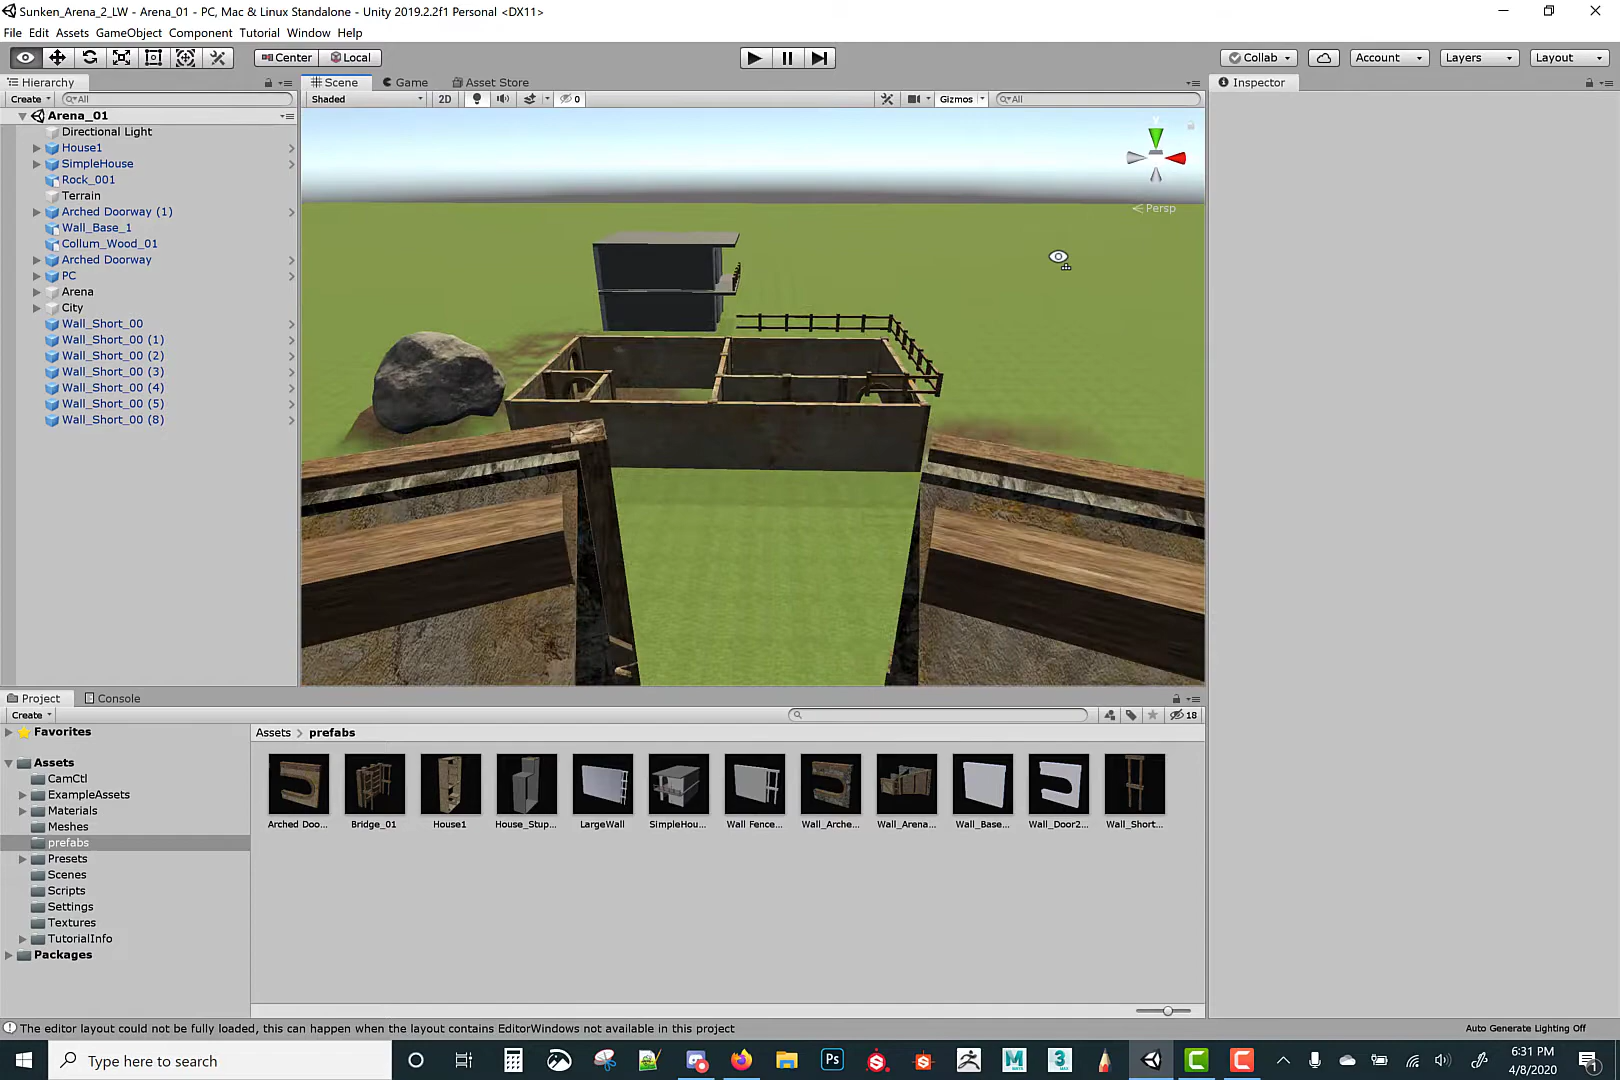 Sunken_Arena_2_LW - Arena_01 - PC, Mac & Linux Standalone - Unity 2019.2.2f1 Personal <DX11>
File Edit Assets GameObject Component Tutorial Window Help
Center Local Collab Account Layers Layout
Hierarchy Scene Game Asset Store Inspector
Create All Shaded 2D 0 Gizmos All
Arena_01
Directional Light
House1
SimpleHouse
Rock_001
Terrain
Arched Doorway (1)
Wall_Base_1
Collum_Wood_01
Arched Doorway
PC
Arena
City
Wall_Short_00
Wall_Short_00 (1)
Wall_Short_00 (2)
Wall_Short_00 (3)
Wall_Short_00 (4)
Wall_Short_00 (5)
Wall_Short_00 (8)
y
Persp
Project Console
Create 18
Favorites
Assets
CamCtl
ExampleAssets
Materials
Meshes
prefabs
Presets
Scenes
Scripts
Settings
Textures
TutorialInfo
Packages
Assets > prefabs
Arched Doo... Bridge_01 House1 House_Stup... LargeWall SimpleHou... Wall Fence... Wall_Arche... Wall_Arena... Wall_Base... Wall_Door2... Wall_Short...
The editor layout could not be fully loaded, this can happen when the layout contains EditorWindows not available in this project
Auto Generate Lighting Off
Type here to search
Ps
M
3
6:31 PM
4/8/2020
1